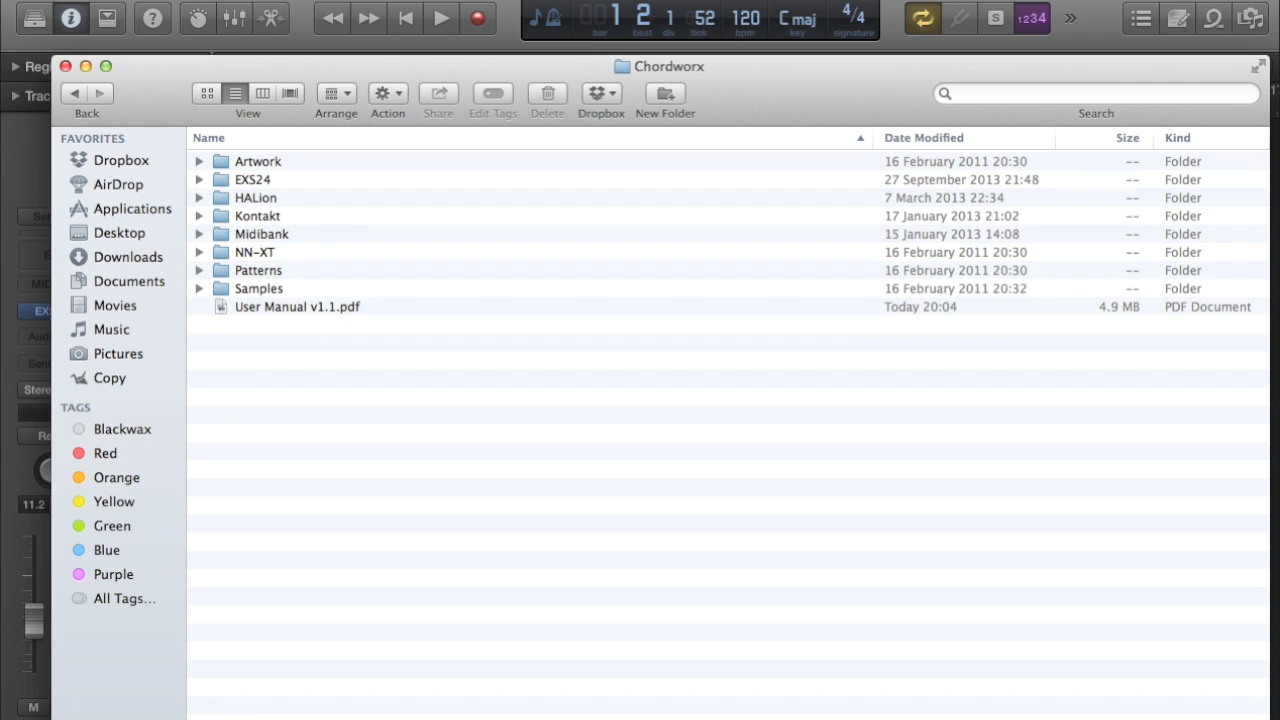 1 2 1 52 120 C maj 4/4
bar beat div tick bpm key signature
S 1234
Chordworx
Back View Arrange Action Share Edit Tags Delete Dropbox New Folder Search
FAVORITES
Dropbox
AirDrop
Applications
Desktop
Downloads
Documents
Movies
Music
Pictures
Copy
TAGS
Blackwax
Red
Orange
Yellow
Green
Blue
Purple
All Tags...
Name Date Modified Size Kind
Artwork 16 February 2011 20:30 -- Folder
EXS24 27 September 2013 21:48 -- Folder
HALion 7 March 2013 22:34 -- Folder
Kontakt 17 January 2013 21:02 -- Folder
Midibank 15 January 2013 14:08 -- Folder
NN-XT 16 February 2011 20:30 -- Folder
Patterns 16 February 2011 20:30 -- Folder
Samples 16 February 2011 20:32 -- Folder
User Manual v1.1.pdf Today 20:04 4.9 MB PDF Document
11.2
M